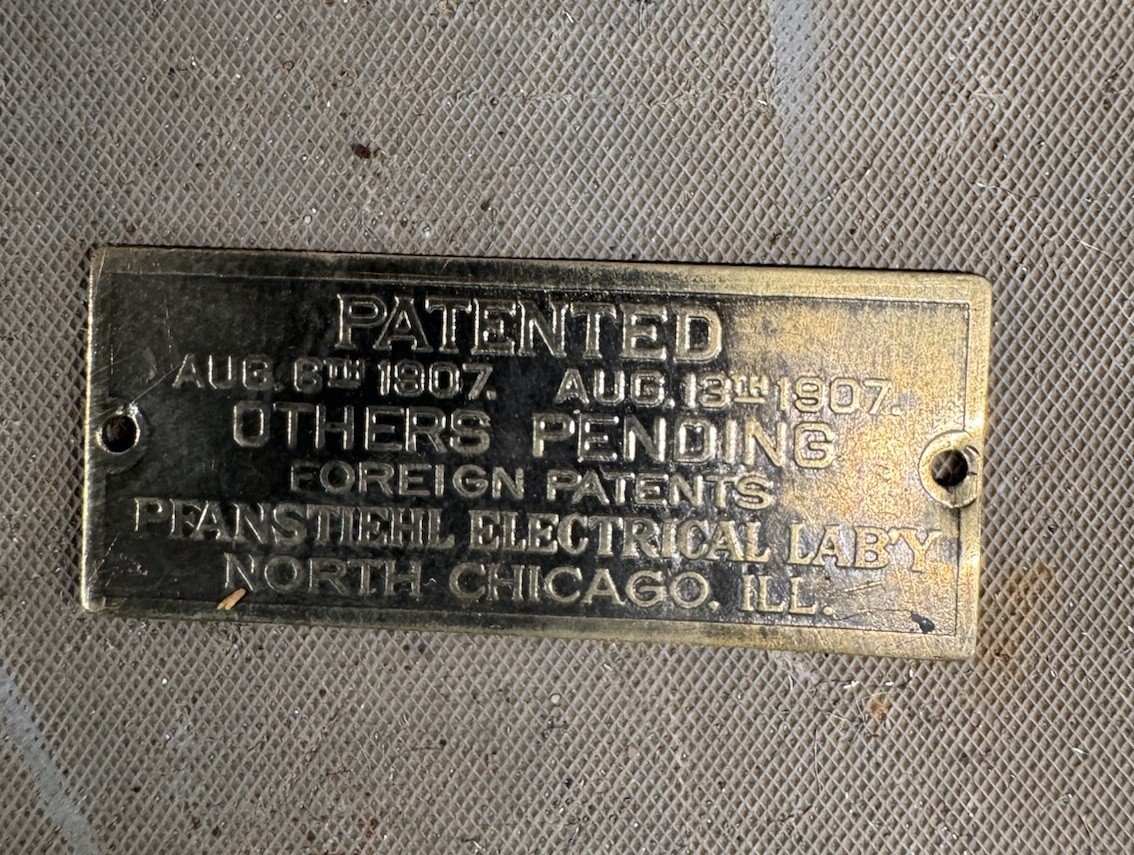 PATENTED
AUG. 6TH 1907. AUG. 13TH 1907.
OTHERS PENDING
FOREIGN PATENTS
PFANSTIEHL ELECTRICAL LAB'Y
NORTH CHICAGO, ILL.